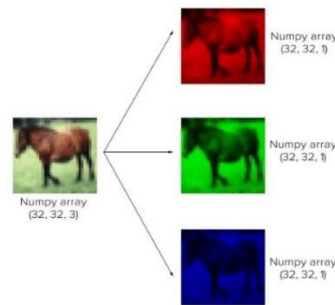 Numpy array
(32, 32, 1)
Numpy array
(32, 32, 1)
Numpy array
(32, 32, 3)
Numpy array
(32, 32, 1)